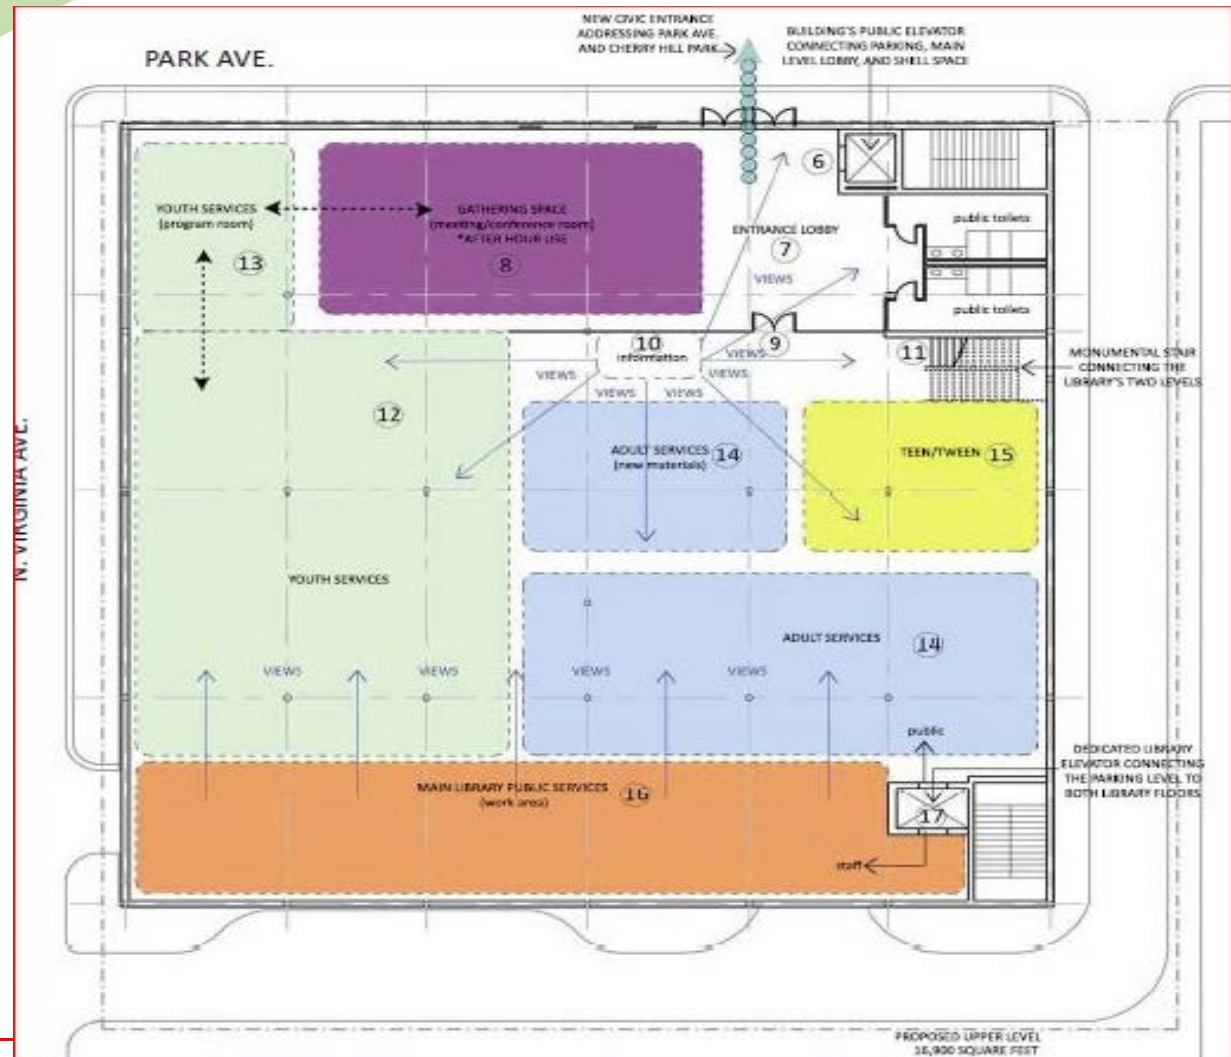 NEW CIVIC ENTRANCE
ADDRESSING PARK AVE.
AND CHERRY HILL PARK
BUILDING'S PUBLIC ELEVATOR
CONNECTING PARKING, MAIN
LEVEL LOBBY, AND SHELL SPACE
PARK AVE.
6
YOUTH SERVICES
(program room)
13
GATHERING SPACE
(meeting/conference room)
*AFTER HOUR USE
8
ENTRANCE LOBBY
7
VIEWS
public toilets
public toilets
10
information
9
VIEWS
VIEWS
VIEWS
VIEWS
VIEWS
11
MONUMENTAL STAIR
CONNECTING THE
LIBRARY'S TWO LEVELS
N. VIRGINIA AVE.
12
ADULT SERVICES
(new materials)
14
TEEN/TWEEN
15
YOUTH SERVICES
ADULT SERVICES
14
VIEWS
VIEWS
VIEWS
VIEWS
public
DEDICATED LIBRARY
ELEVATOR CONNECTING
THE PARKING LEVEL TO
BOTH LIBRARY FLOORS
MAIN LIBRARY PUBLIC SERVICES
(work area)
16
17
staff
PROPOSED UPPER LEVEL
16,900 SQUARE FEET